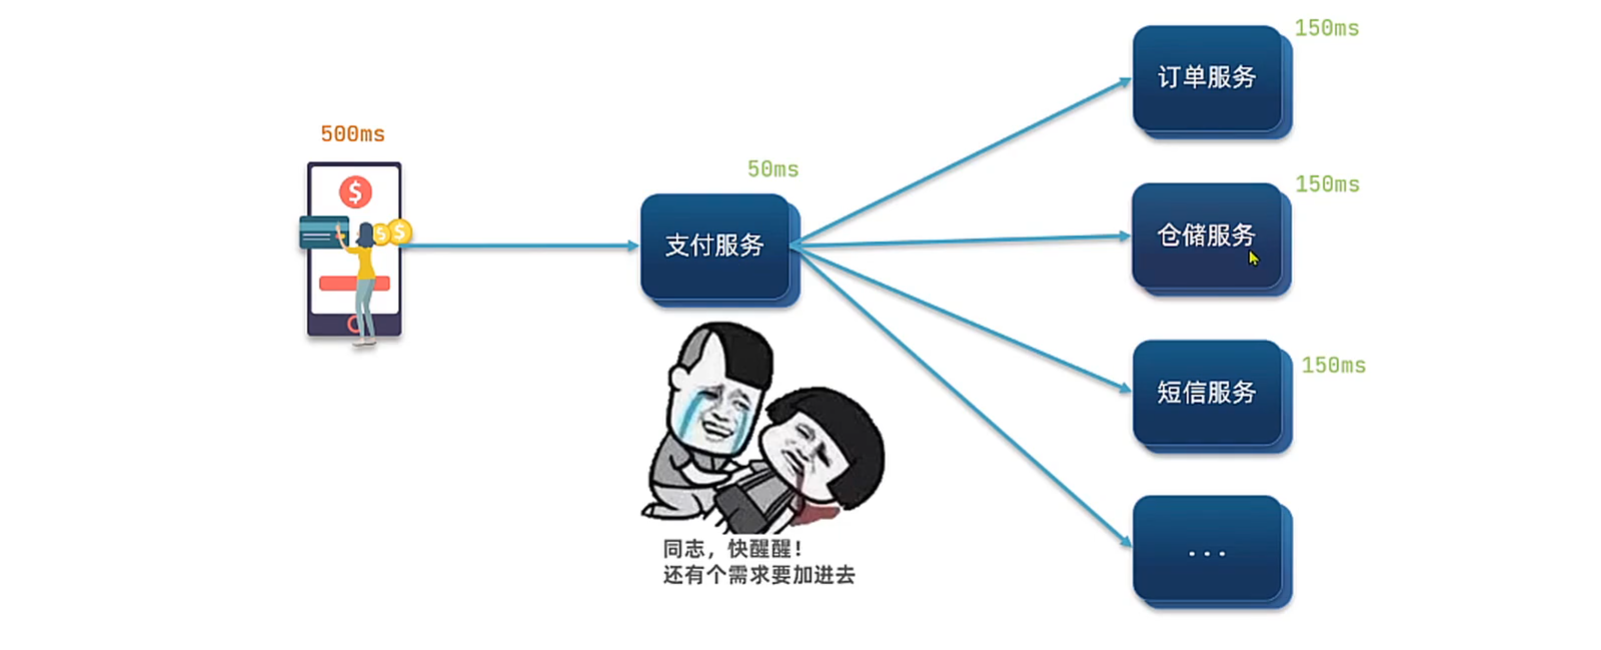 500ms
50ms
支付服务
150ms
订单服务
150ms
仓储服务
150ms
短信服务
...
同志，快醒醒！
还有个需求要加进去